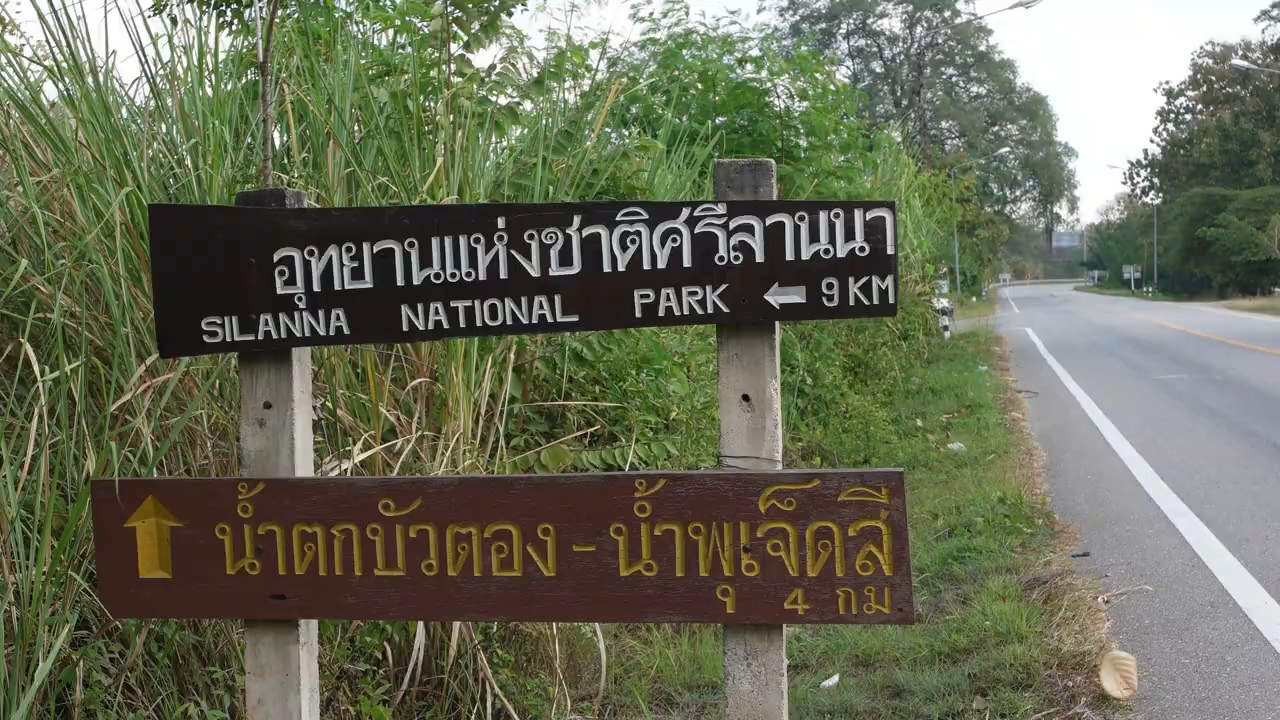 อุทยานแห่งชาติศรีลานนา
SILANNA NATIONAL PARK ← 9 KM
↑ น้ำตกบัวตอง - น้ำพุเจ็ดสี
4 กม